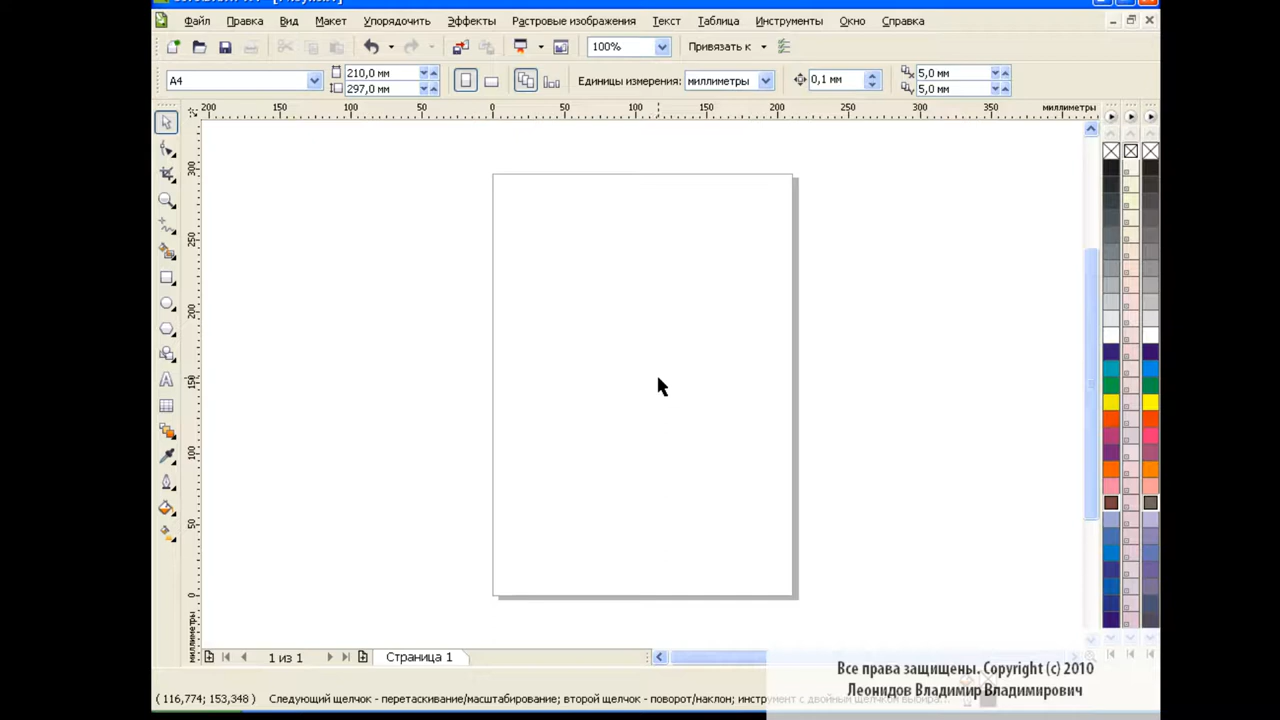 Файл Правка Вид Макет Упорядочить Эффекты Растровые изображения Текст Таблица Инструменты Окно Справка
100% Привязать к
A4 210,0 мм 297,0 мм Единицы измерения: миллиметры 0,1 мм 5,0 мм 5,0 мм
200 150 100 50 0 50 100 150 200 250 300 350 миллиметры
300
250
200
150
100
50
0
миллиметры
1 из 1 Страница 1
Все права защищены. Copyright (c) 2010
Леонидов Владимир Владимирович
( 116,774; 153,348 ) Следующий щелчок - перетаскивание/масштабирование; второй щелчок - поворот/наклон; инструмент с двойным щелчком